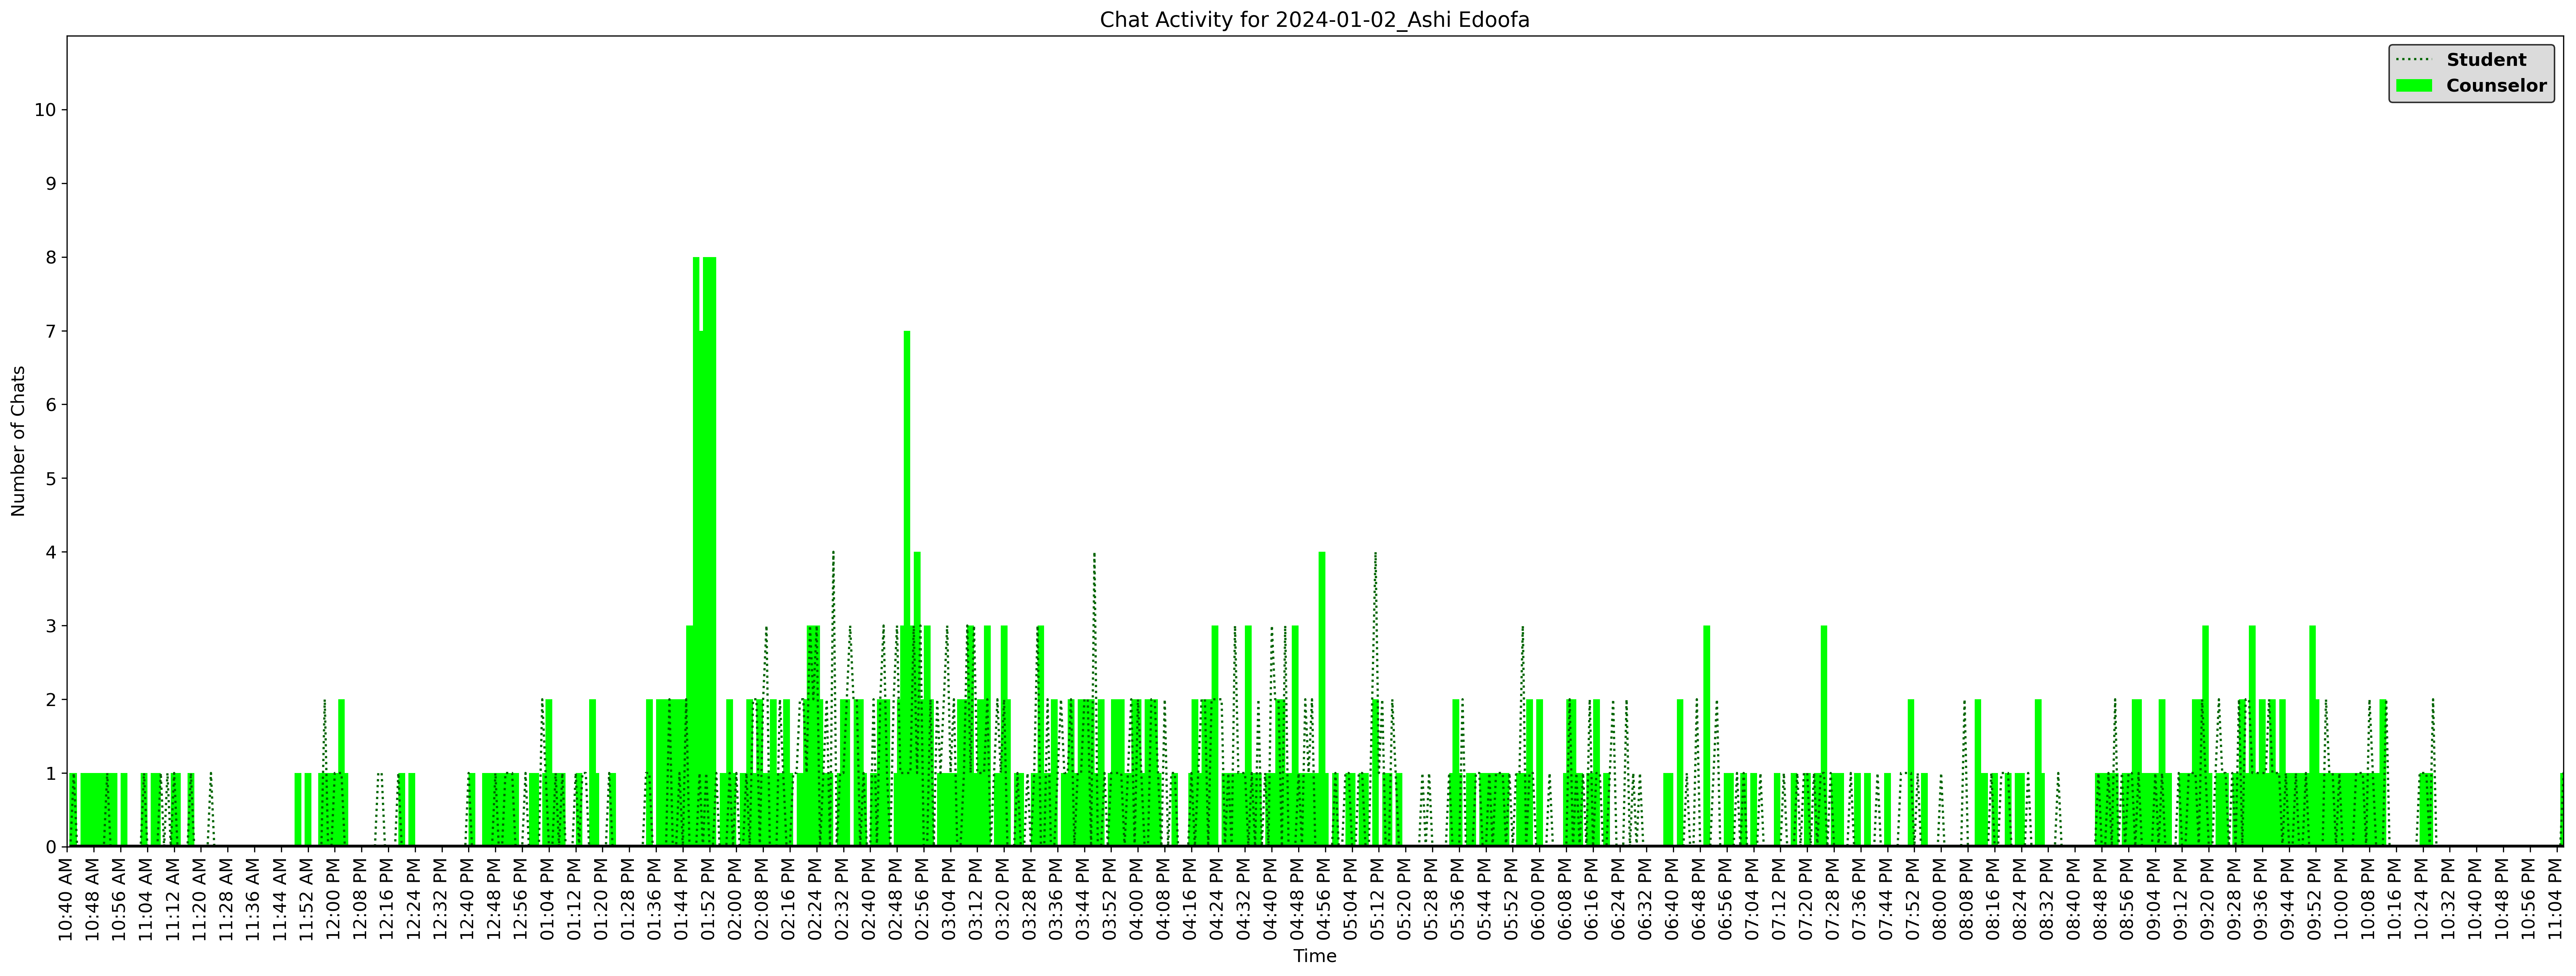 Chat Activity for 2024-01-02_Ashi Edoofa
Student
Counselor
Number of Chats
10
9
8
7
6
5
4
3
2
1
0
10:40 AM
10:48 AM
10:56 AM
11:04 AM
11:12 AM
11:20 AM
11:28 AM
11:36 AM
11:44 AM
11:52 AM
12:00 PM
12:08 PM
12:16 PM
12:24 PM
12:32 PM
12:40 PM
12:48 PM
12:56 PM
01:04 PM
01:12 PM
01:20 PM
01:28 PM
01:36 PM
01:44 PM
01:52 PM
02:00 PM
02:08 PM
02:16 PM
02:24 PM
02:32 PM
02:40 PM
02:48 PM
02:56 PM
03:04 PM
03:12 PM
03:20 PM
03:28 PM
03:36 PM
03:44 PM
03:52 PM
04:00 PM
04:08 PM
04:16 PM
04:24 PM
04:32 PM
04:40 PM
04:48 PM
04:56 PM
05:04 PM
05:12 PM
05:20 PM
05:28 PM
05:36 PM
05:44 PM
05:52 PM
06:00 PM
06:08 PM
06:16 PM
06:24 PM
06:32 PM
06:40 PM
06:48 PM
06:56 PM
07:04 PM
07:12 PM
07:20 PM
07:28 PM
07:36 PM
07:44 PM
07:52 PM
08:00 PM
08:08 PM
08:16 PM
08:24 PM
08:32 PM
08:40 PM
08:48 PM
08:56 PM
09:04 PM
09:12 PM
09:20 PM
09:28 PM
09:36 PM
09:44 PM
09:52 PM
10:00 PM
10:08 PM
10:16 PM
10:24 PM
10:32 PM
10:40 PM
10:48 PM
10:56 PM
11:04 PM
Time